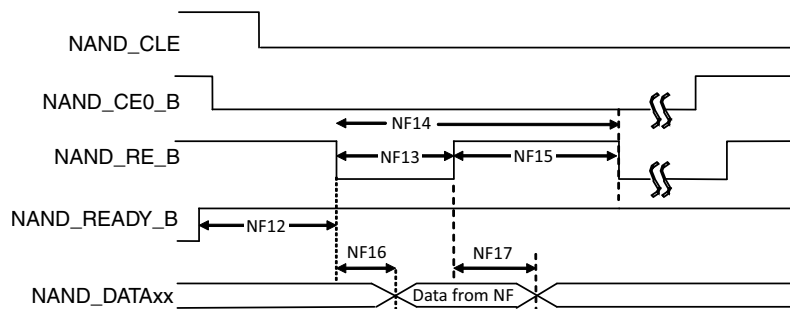 NAND_CLE
NAND_CE0_B
NF14
NAND_RE_B
NF13
NF15
NAND_READY_B
NF12
NF16
NF17
NAND_DATAxx
Data from NF